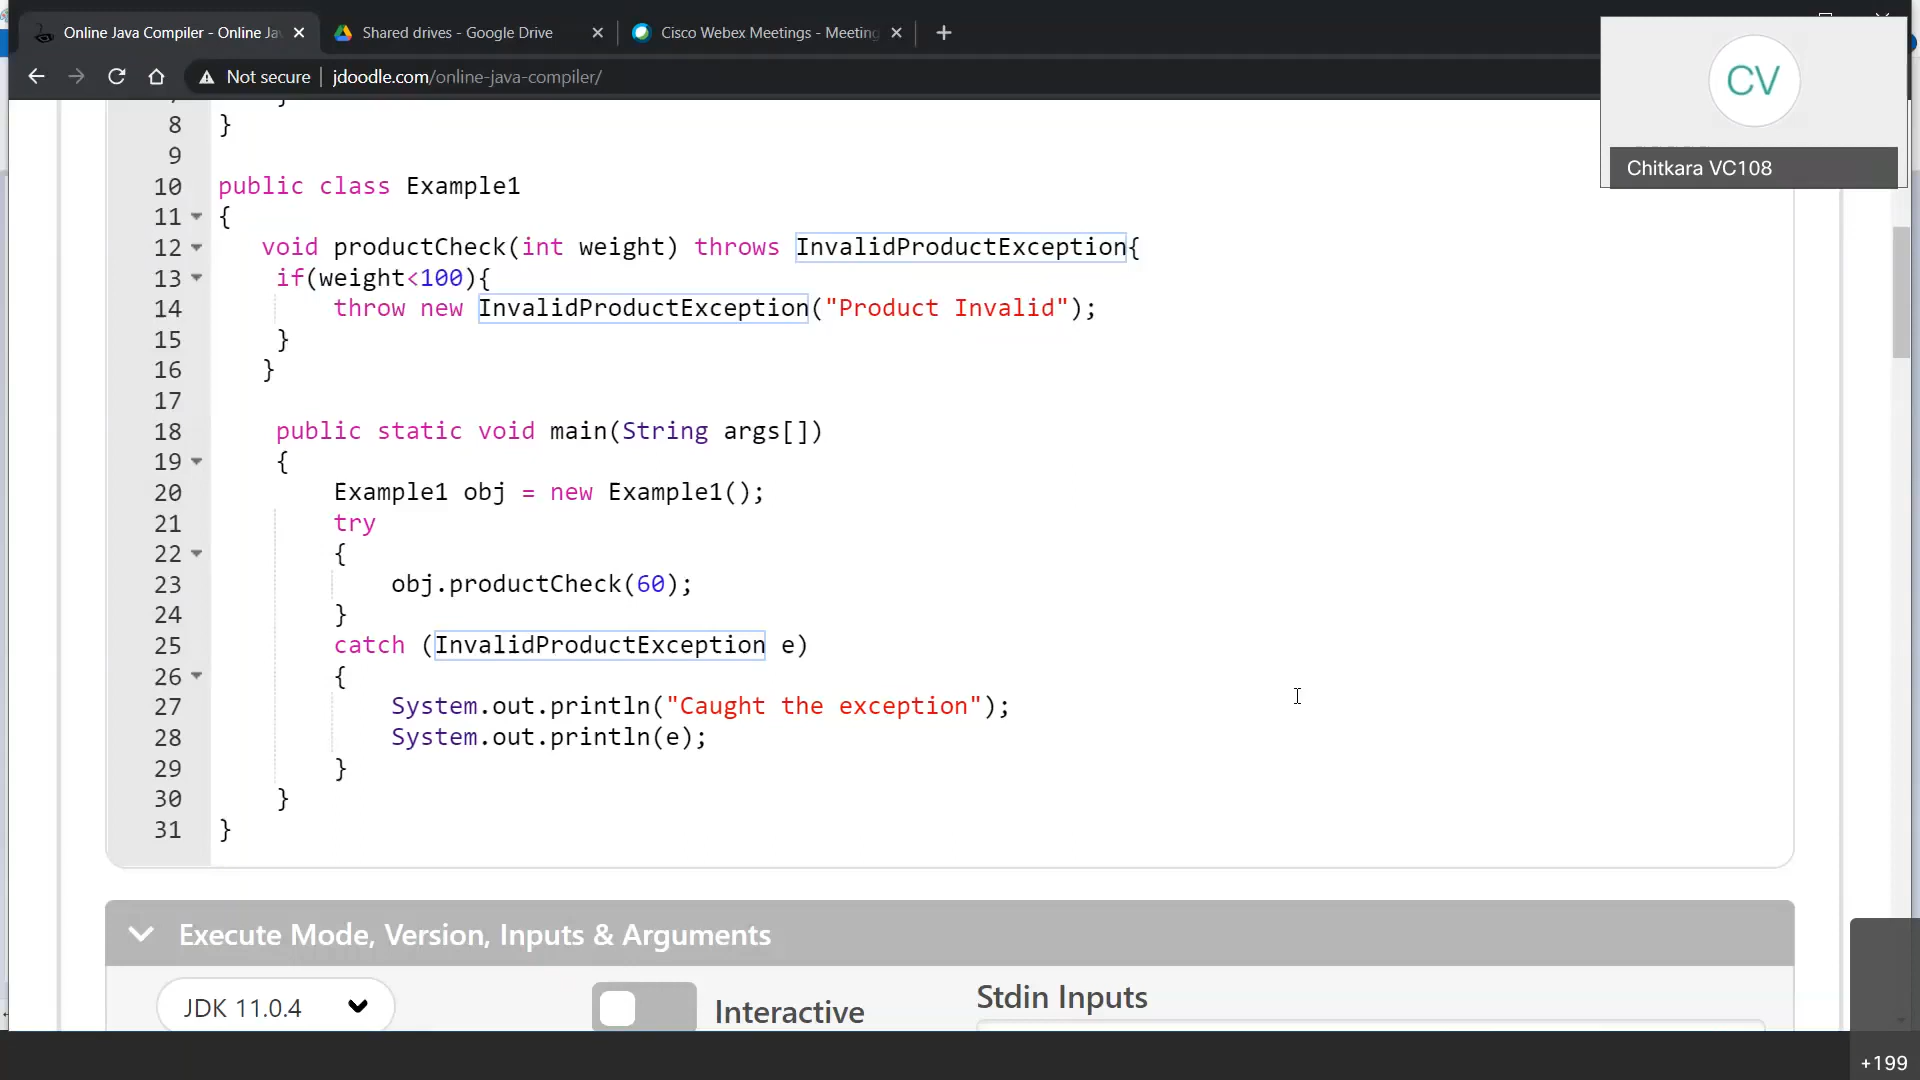 Online Java Compiler - Online Ja
Shared drives - Google Drive
Cisco Webex Meetings - Meeting
Not secure | jdoodle.com/online-java-compiler/
CV
Chitkara VC108
8 }
9
10 public class Example1
11 {
12 void productCheck(int weight) throws InvalidProductException{
13 if(weight<100){
14 throw new InvalidProductException("Product Invalid");
15 }
16 }
17
18 public static void main(String args[])
19 {
20 Example1 obj = new Example1();
21 try
22 {
23 obj.productCheck(60);
24 }
25 catch (InvalidProductException e)
26 {
27 System.out.println("Caught the exception");
28 System.out.println(e);
29 }
30 }
31 }
Execute Mode, Version, Inputs & Arguments
JDK 11.0.4
Interactive
Stdin Inputs
+199